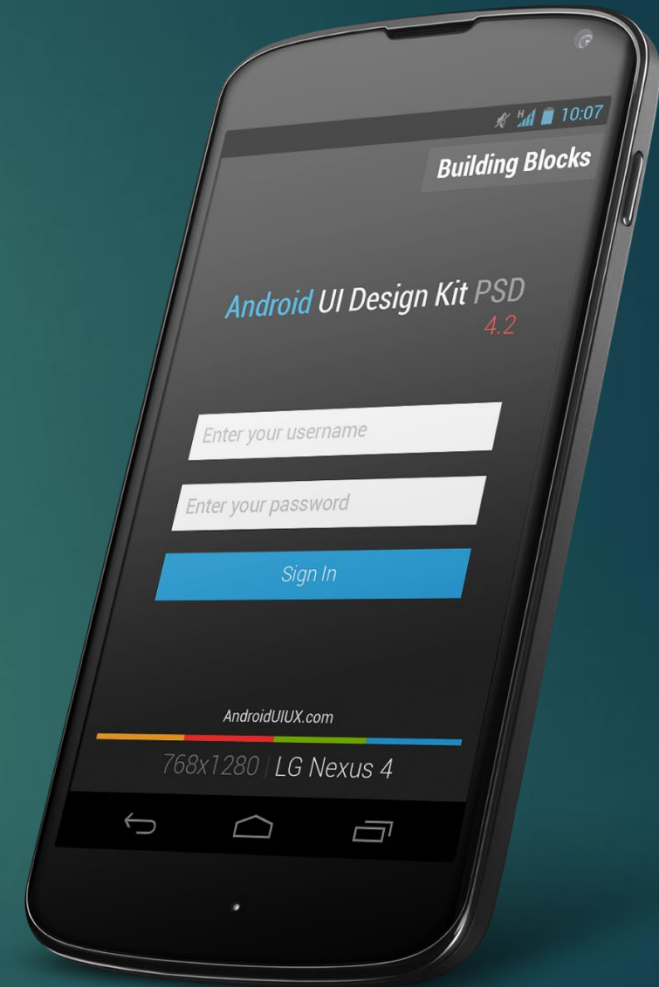 H 10:07
Building Blocks
Android UI Design Kit PSD
4.2
Enter your username
Enter your password
Sign In
AndroidUIUX.com
768x1280 | LG Nexus 4